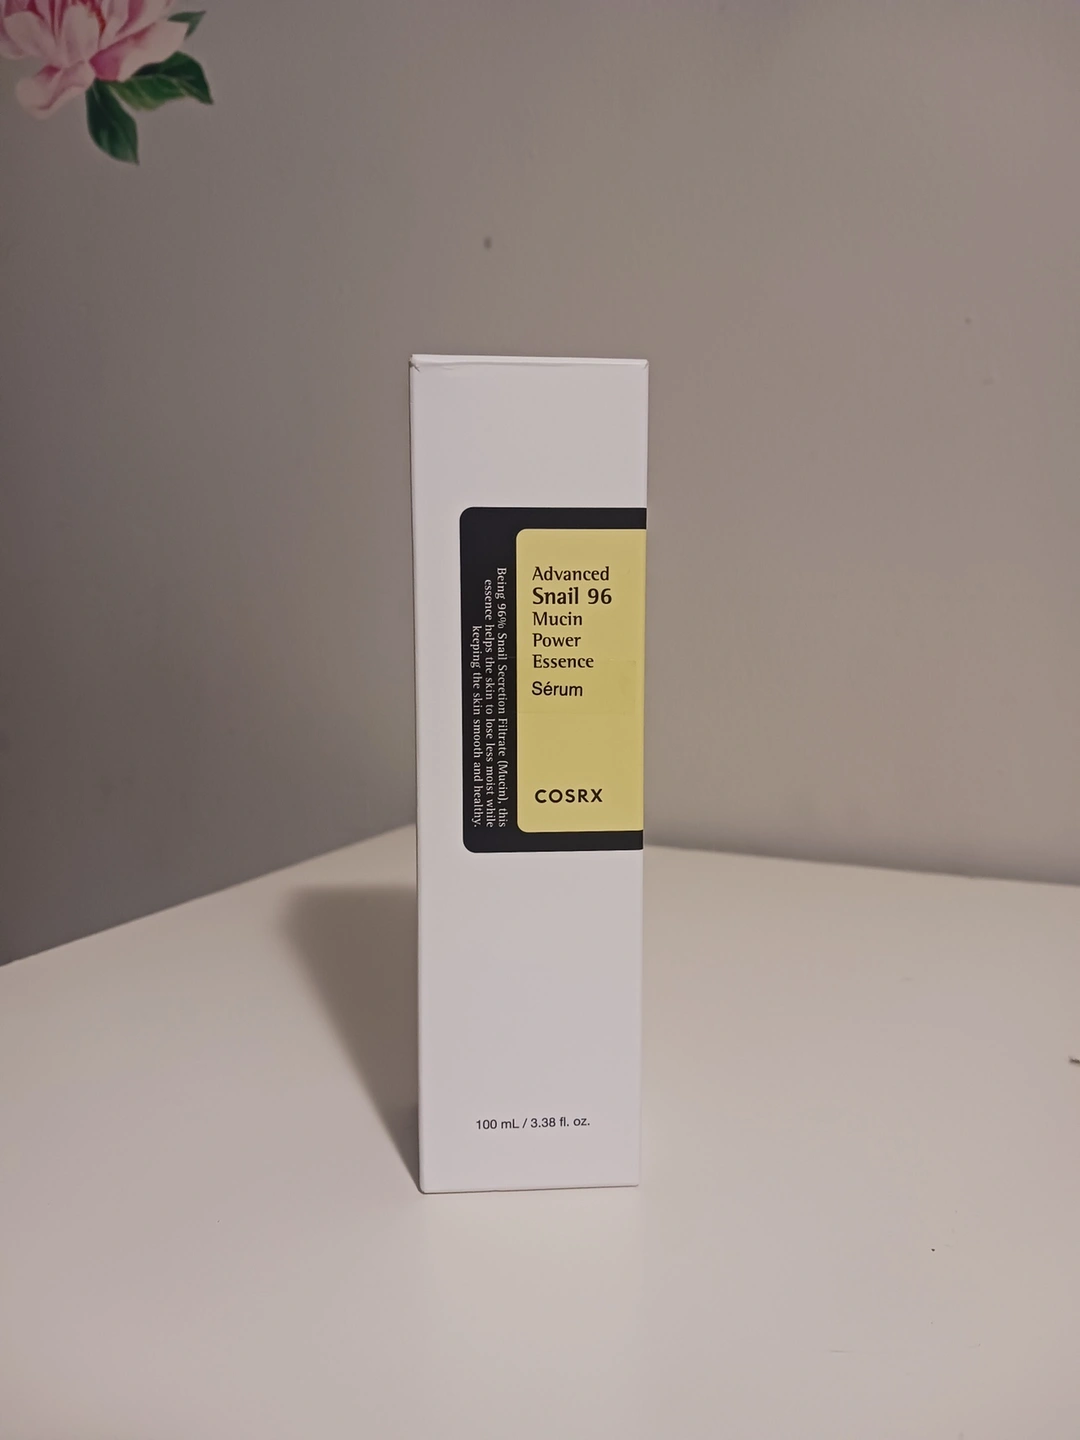 Advanced
Snail 96
Mucin
Power
Essence
Sérum
COSRX
Being 96% Snail Secretion Filtrate (Mucin), this
essence helps the skin to lose less moist while
keeping the skin smooth and healthy.
100 mL / 3.38 fl. oz.